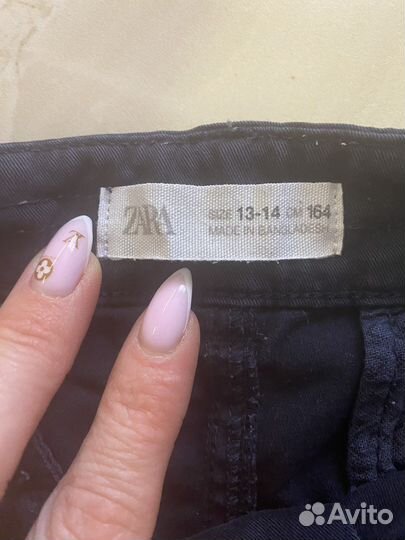 ZARA
SIZE 13-14 CM 164
MADE IN BANGLADESH
Avito